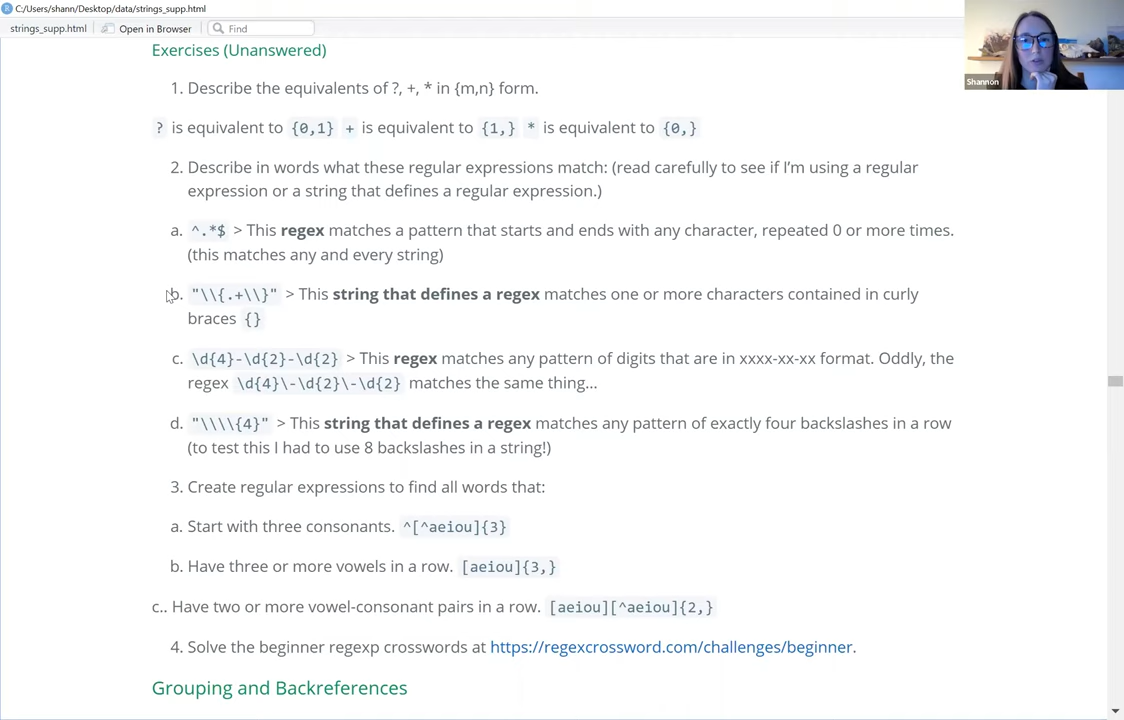 C:/Users/shann/Desktop/data/strings_supp.html
strings_supp.html
Open in Browser
Find
Shannon
Exercises (Unanswered)
1. Describe the equivalents of ?, +, * in {m,n} form.
? is equivalent to {0,1} + is equivalent to {1,} * is equivalent to {0,}
2. Describe in words what these regular expressions match: (read carefully to see if I’m using a regular
expression or a string that defines a regular expression.)
a. ^.*$ > This regex matches a pattern that starts and ends with any character, repeated 0 or more times.
(this matches any and every string)
b. "\\{.+\\}" > This string that defines a regex matches one or more characters contained in curly
braces {}
c. \d{4}-\d{2}-\d{2} > This regex matches any pattern of digits that are in xxxx-xx-xx format. Oddly, the
regex \d{4}\-\d{2}\-\d{2} matches the same thing…
d. "\\\\{4}" > This string that defines a regex matches any pattern of exactly four backslashes in a row
(to test this I had to use 8 backslashes in a string!)
3. Create regular expressions to find all words that:
a. Start with three consonants. ^[^aeiou]{3}
b. Have three or more vowels in a row. [aeiou]{3,}
c.. Have two or more vowel-consonant pairs in a row. [aeiou][^aeiou]{2,}
4. Solve the beginner regexp crosswords at https://regexcrossword.com/challenges/beginner.
Grouping and Backreferences